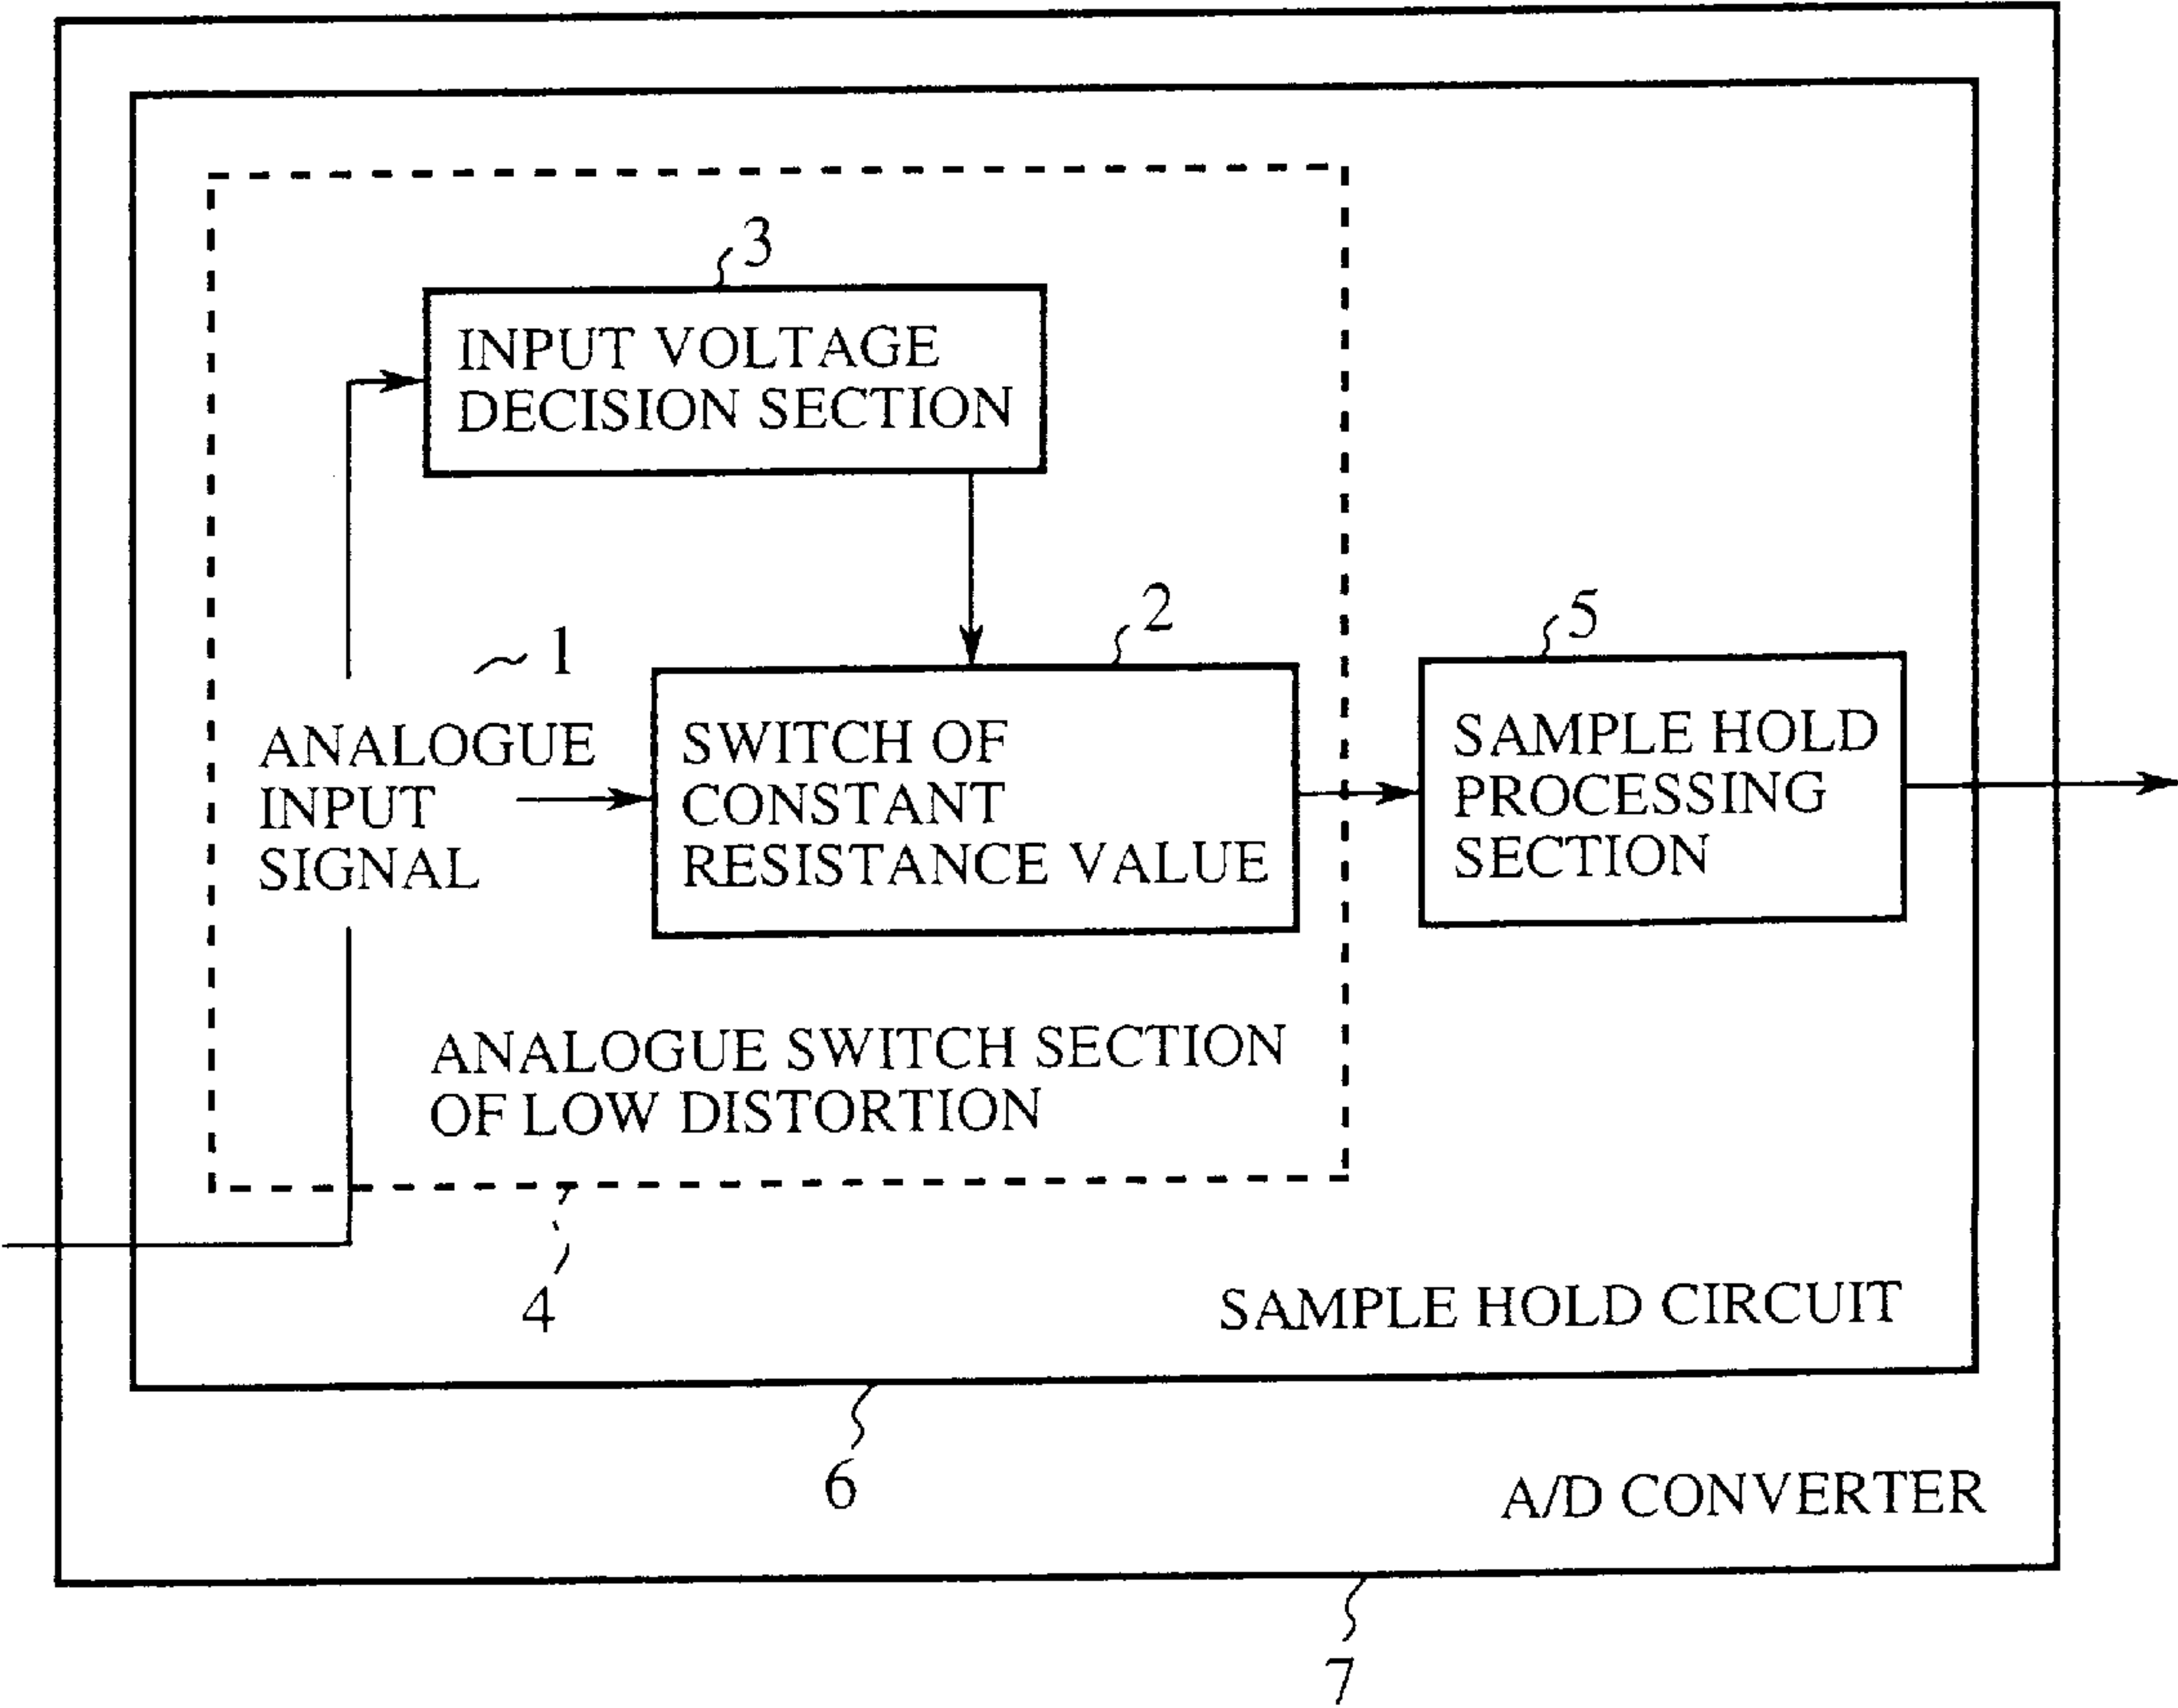 3
INPUT VOLTAGE
DECISION SECTION
1
2
5
ANALOGUE
INPUT
SIGNAL
SWITCH OF
CONSTANT
RESISTANCE VALUE
SAMPLE HOLD
PROCESSING
SECTION
ANALOGUE SWITCH SECTION
OF LOW DISTORTION
4
SAMPLE HOLD CIRCUIT
6
A/D CONVERTER
7